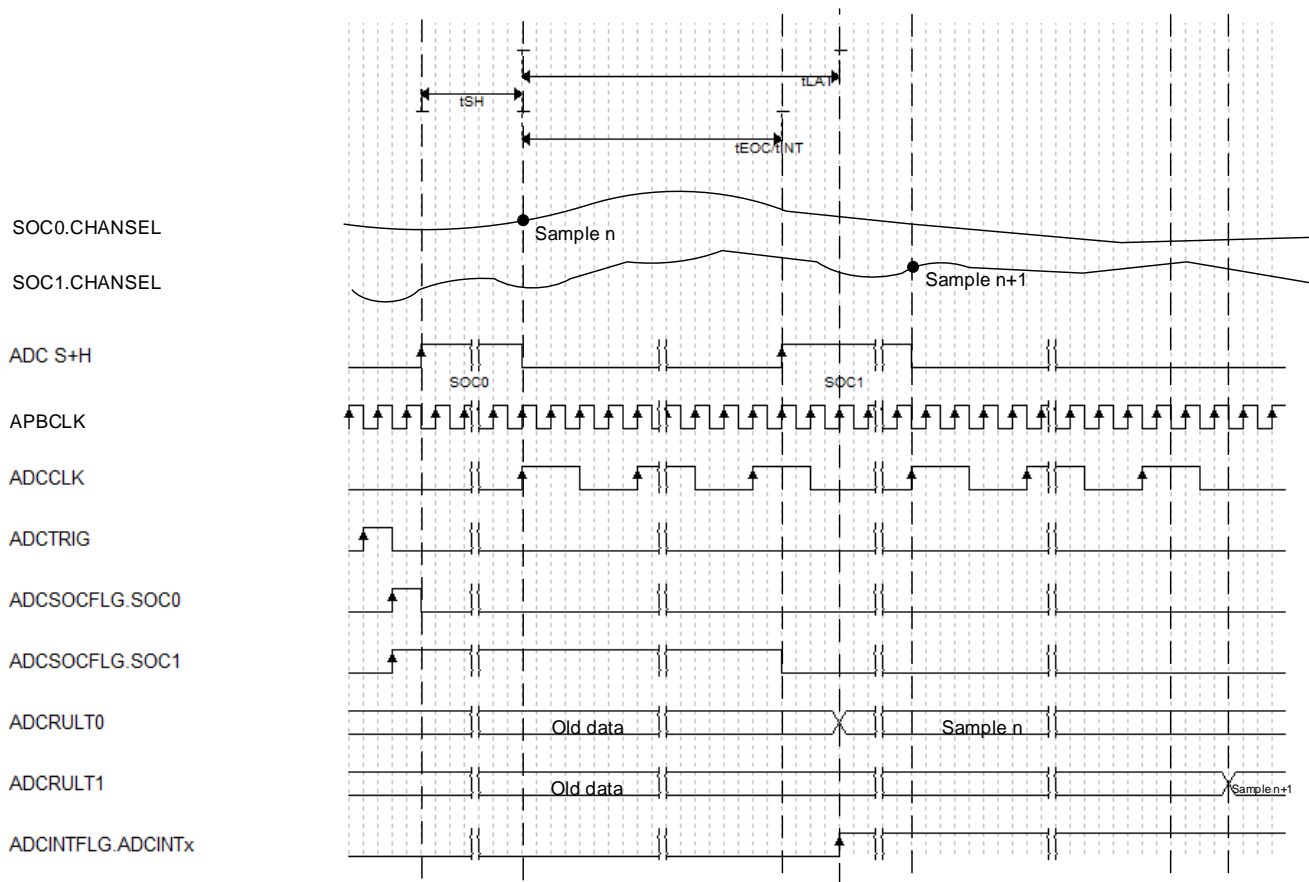 tLAT
tSH
tEOC/tINT
SOC0.CHANSEL
Sample n
SOC1.CHANSEL
Sample n+1
ADC S+H
SOC0
SOC1
APBCLK
ADCCLK
ADCTRIG
ADCSOCFLG.SOC0
ADCSOCFLG.SOC1
ADCRULT0
Old data
Sample n
ADCRULT1
Old data
Sample n+1
ADCINTFLG.ADCINTx